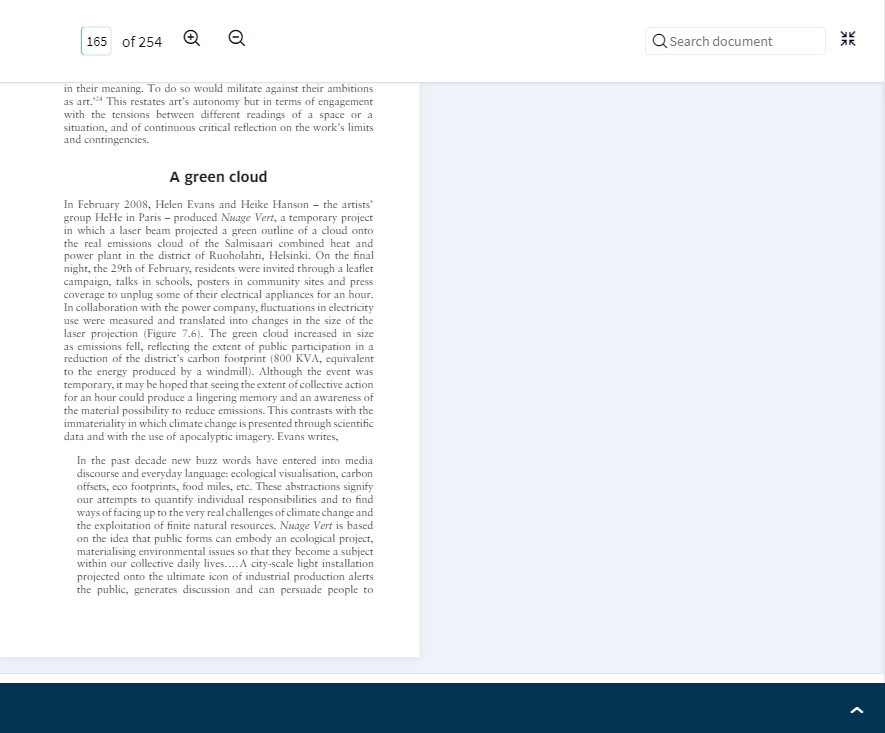 165 of 254
Search document
in their meaning. To do so would militate against their ambitions
as art.’24 This restates art’s autonomy but in terms of engagement
with the tensions between different readings of a space or a
situation, and of continuous critical reflection on the work’s limits
and contingencies.
A green cloud
In February 2008, Helen Evans and Heike Hanson – the artists’
group HeHe in Paris – produced Nuage Vert, a temporary project
in which a laser beam projected a green outline of a cloud onto
the real emissions cloud of the Salmisaari combined heat and
power plant in the district of Ruoholahti, Helsinki. On the final
night, the 29th of February, residents were invited through a leaflet
campaign, talks in schools, posters in community sites and press
coverage to unplug some of their electrical appliances for an hour.
In collaboration with the power company, fluctuations in electricity
use were measured and translated into changes in the size of the
laser projection (Figure 7.6). The green cloud increased in size
as emissions fell, reflecting the extent of public participation in a
reduction of the district’s carbon footprint (800 KVA, equivalent
to the energy produced by a windmill). Although the event was
temporary, it may be hoped that seeing the extent of collective action
for an hour could produce a lingering memory and an awareness of
the material possibility to reduce emissions. This contrasts with the
immateriality in which climate change is presented through scientific
data and with the use of apocalyptic imagery. Evans writes,
In the past decade new buzz words have entered into media
discourse and everyday language: ecological visualisation, carbon
offsets, eco footprints, food miles, etc. These abstractions signify
our attempts to quantify individual responsibilities and to find
ways of facing up to the very real challenges of climate change and
the exploitation of finite natural resources. Nuage Vert is based
on the idea that public forms can embody an ecological project,
materialising environmental issues so that they become a subject
within our collective daily lives.…A city-scale light installation
projected onto the ultimate icon of industrial production alerts
the public, generates discussion and can persuade people to